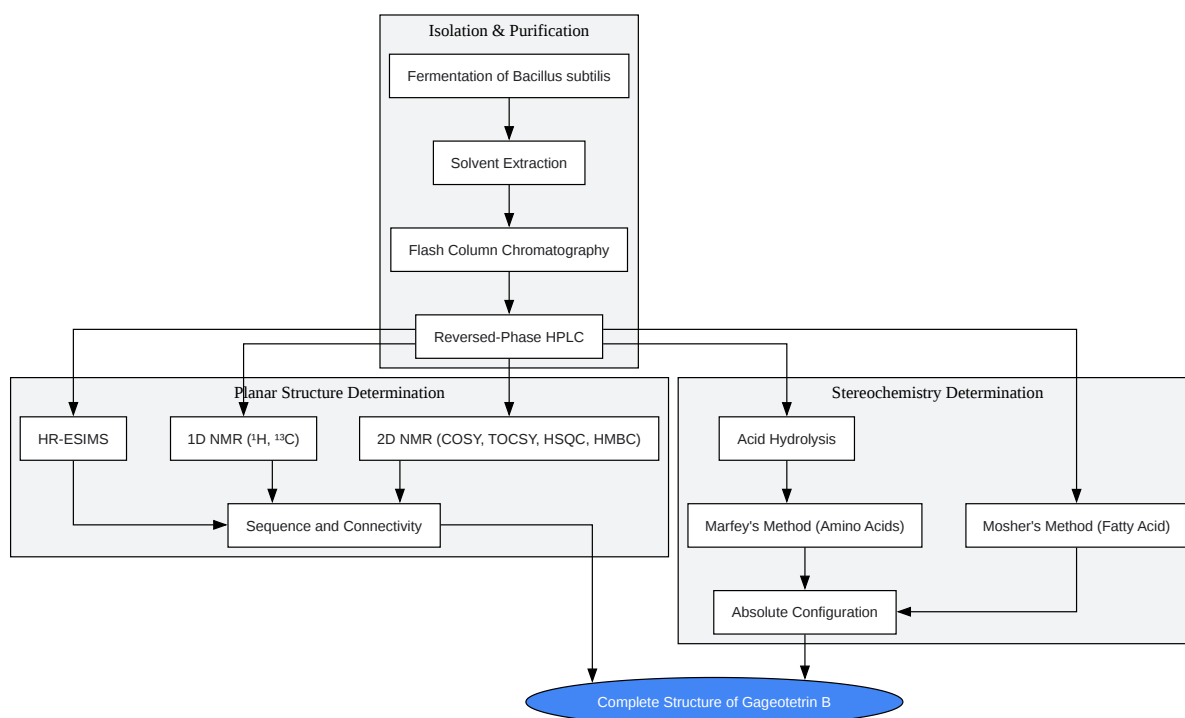 Isolation & Purification
Fermentation of Bacillus subtilis
Solvent Extraction
Flash Column Chromatography
Reversed-Phase HPLC
Planar Structure Determination
HR-ESIMS
1D NMR (¹H, ¹³C)
2D NMR (COSY, TOCSY, HSQC, HMBC)
Sequence and Connectivity
Stereochemistry Determination
Acid Hydrolysis
Marfey's Method (Amino Acids)
Mosher's Method (Fatty Acid)
Absolute Configuration
Complete Structure of Gageotetrin B